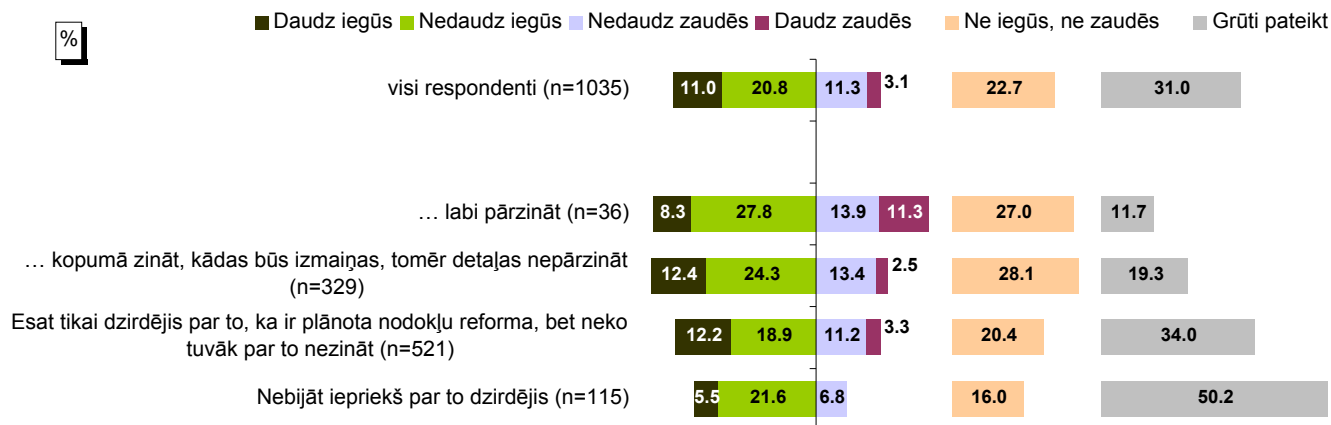 Daudz iegūs Nedaudz iegūs Nedaudz zaudēs Daudz zaudēs Ne iegūs, ne zaudēs Grūti pateikt
%
visi respondenti (n=1035) 11.0 20.8 11.3 3.1 22.7 31.0
… labi pārzināt (n=36) 8.3 27.8 13.9 11.3 27.0 11.7
… kopumā zināt, kādas būs izmaiņas, tomēr detaļas nepārzināt
(n=329) 12.4 24.3 13.4 2.5 28.1 19.3
Esat tikai dzirdējis par to, ka ir plānota nodokļu reforma, bet neko
tuvāk par to nezināt (n=521) 12.2 18.9 11.2 3.3 20.4 34.0
Nebijāt iepriekš par to dzirdējis (n=115) 5.5 21.6 6.8 16.0 50.2